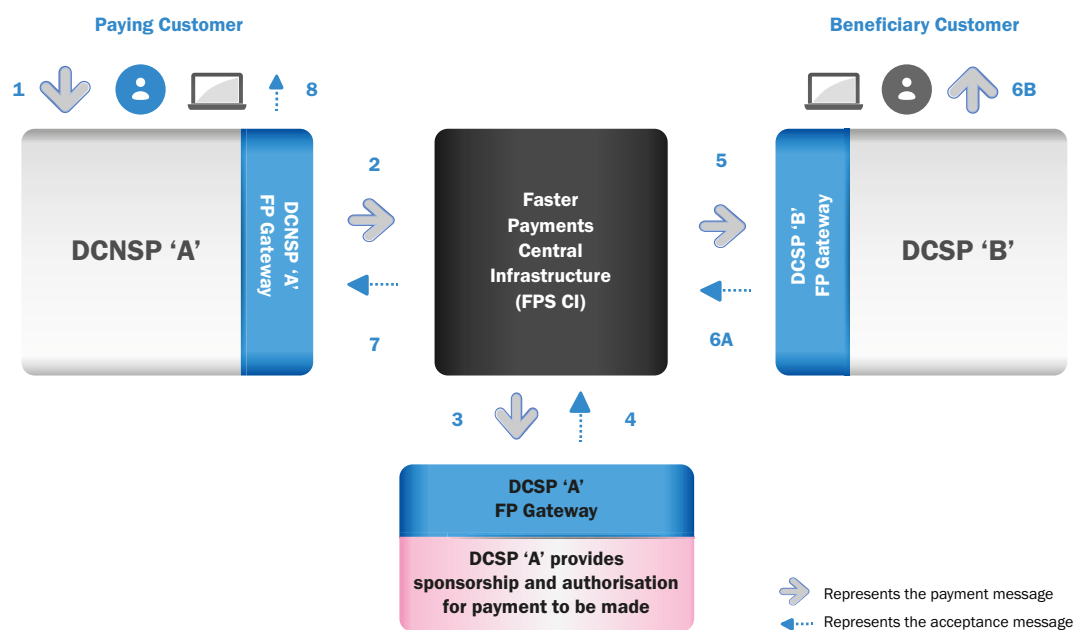 Paying Customer
Beneficiary Customer
1
8
6B
DCNSP ‘A’
DCNSP ‘A’
FP Gateway
2
7
Faster
Payments
Central
Infrastructure
(FPS CI)
5
6A
DCSP ‘B’
FP Gateway
DCSP ‘B’
3
4
DCSP ‘A’
FP Gateway
DCSP ‘A’ provides
sponsorship and authorisation
for payment to be made
Represents the payment message
Represents the acceptance message